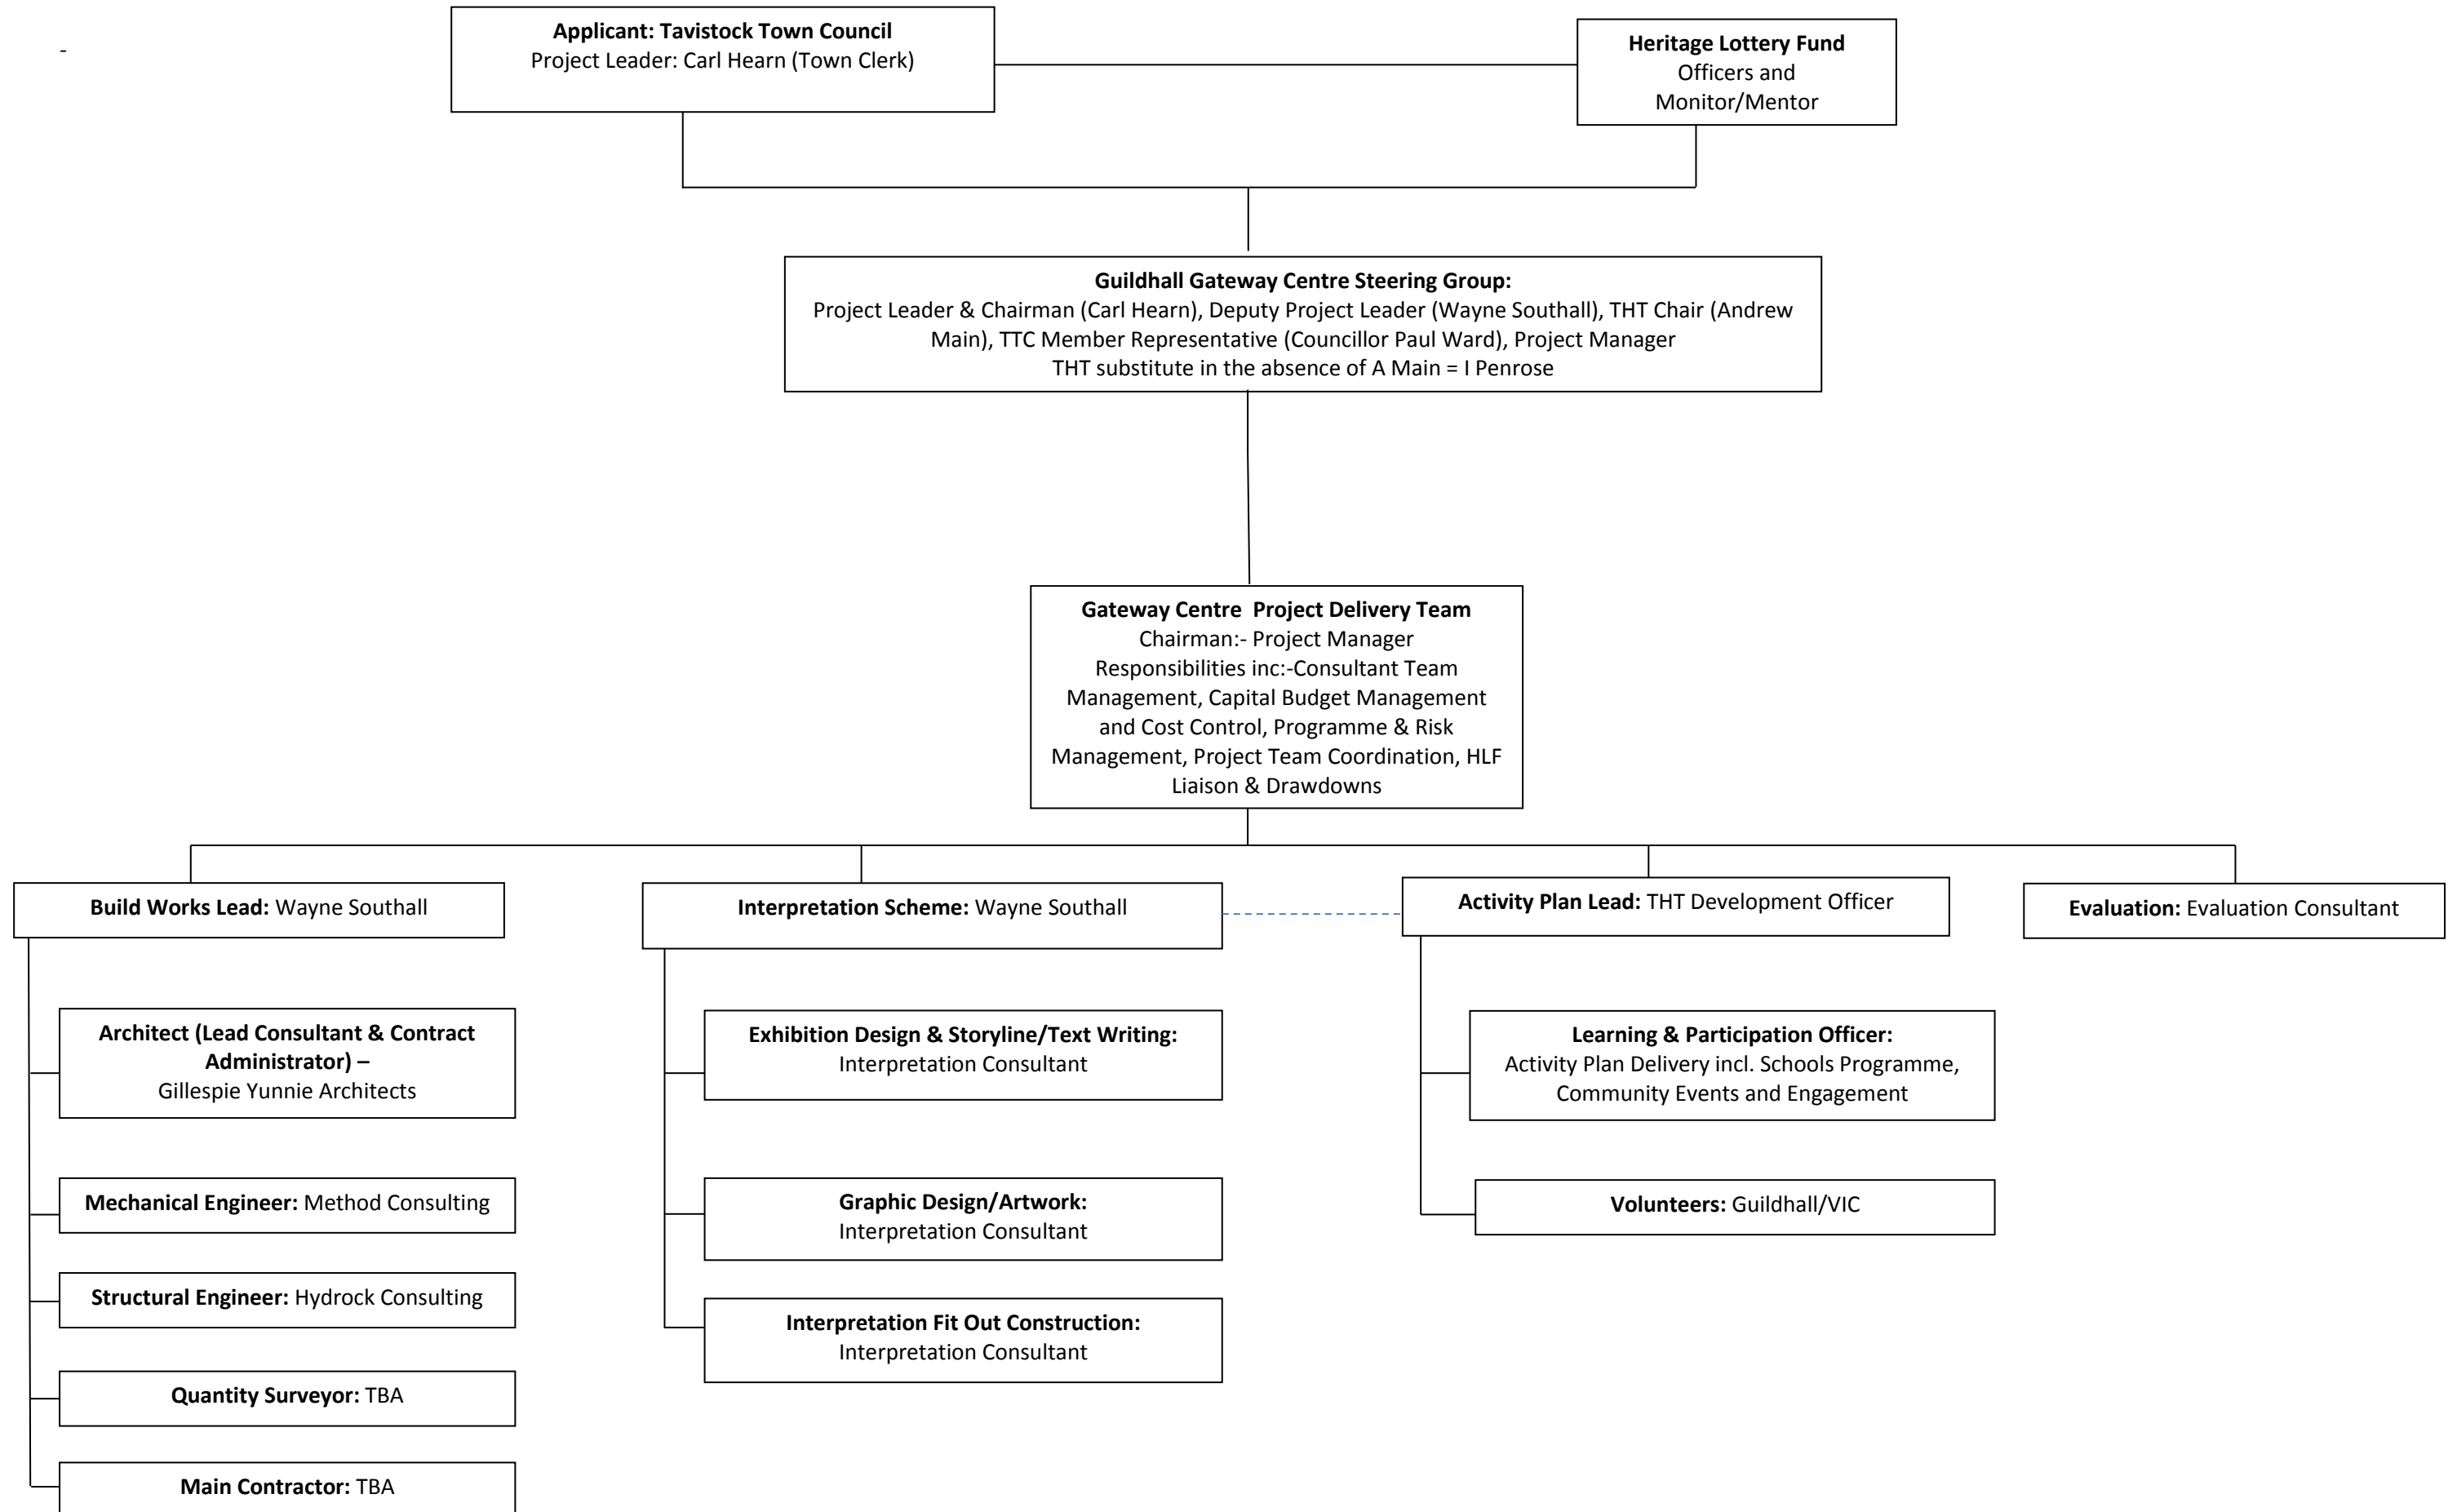 -
Applicant: Tavistock Town Council
Project Leader: Carl Hearn (Town Clerk)
Heritage Lottery Fund
Officers and
Monitor/Mentor
Guildhall Gateway Centre Steering Group:
Project Leader & Chairman (Carl Hearn), Deputy Project Leader (Wayne Southall), THT Chair (Andrew
Main), TTC Member Representative (Councillor Paul Ward), Project Manager
THT substitute in the absence of A Main = I Penrose
Gateway Centre  Project Delivery Team
Chairman:- Project Manager
Responsibilities inc:-Consultant Team
Management, Capital Budget Management
and Cost Control, Programme & Risk
Management, Project Team Coordination, HLF
Liaison & Drawdowns
Build Works Lead: Wayne Southall
Architect (Lead Consultant & Contract
Administrator) –
Gillespie Yunnie Architects
Mechanical Engineer: Method Consulting
Structural Engineer: Hydrock Consulting
Quantity Surveyor: TBA
Main Contractor: TBA
Interpretation Scheme: Wayne Southall
Exhibition Design & Storyline/Text Writing:
Interpretation Consultant
Graphic Design/Artwork:
Interpretation Consultant
Interpretation Fit Out Construction:
Interpretation Consultant
Activity Plan Lead: THT Development Officer
Learning & Participation Officer:
Activity Plan Delivery incl. Schools Programme,
Community Events and Engagement
Volunteers: Guildhall/VIC
Evaluation: Evaluation Consultant